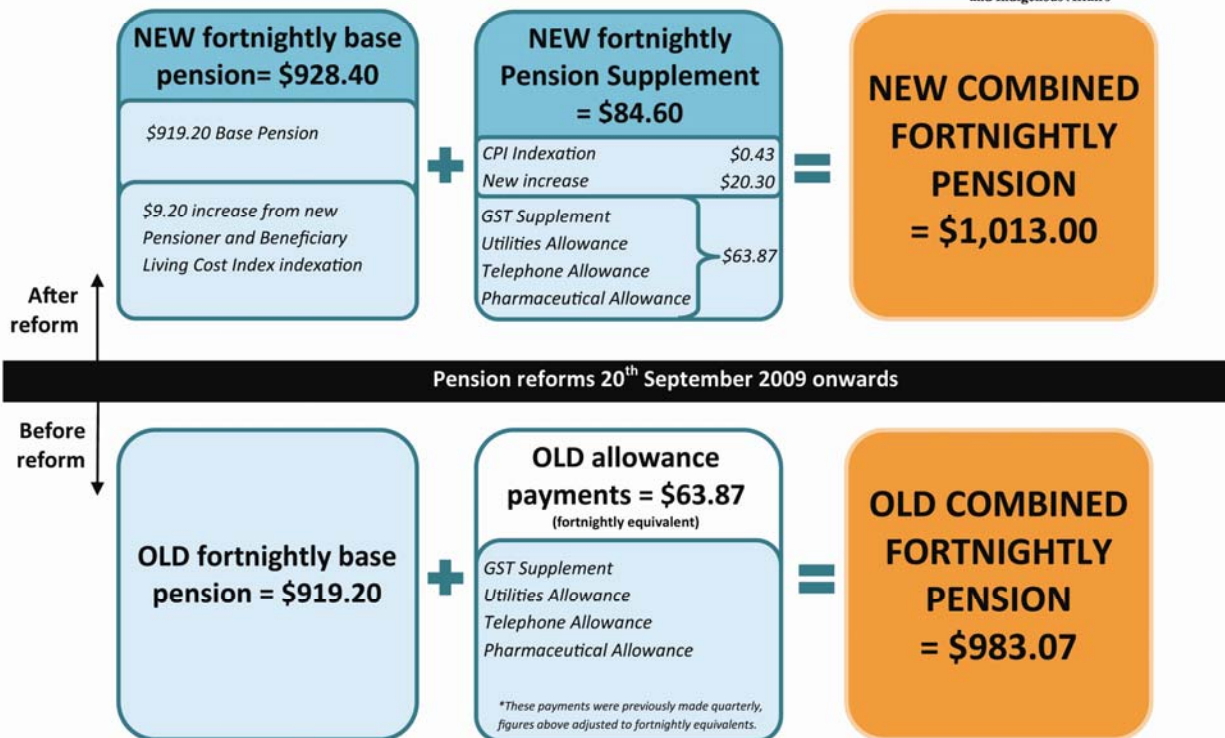 and Indigenous Affairs
NEW fortnightly base
pension= $928.40
$919.20 Base Pension
$9.20 increase from new
Pensioner and Beneficiary
Living Cost Index indexation
+
NEW fortnightly
Pension Supplement
= $84.60
CPI Indexation $0.43
New increase $20.30
GST Supplement
Utilities Allowance
Telephone Allowance
Pharmaceutical Allowance
$63.87
=
NEW COMBINED
FORTNIGHTLY
PENSION
= $1,013.00
After
reform
Pension reforms 20th September 2009 onwards
Before
reform
OLD fortnightly base
pension = $919.20
+
OLD allowance
payments = $63.87
(fortnightly equivalent)
GST Supplement
Utilities Allowance
Telephone Allowance
Pharmaceutical Allowance
*These payments were previously made quarterly,
figures above adjusted to fortnightly equivalents.
=
OLD COMBINED
FORTNIGHTLY
PENSION
= $983.07